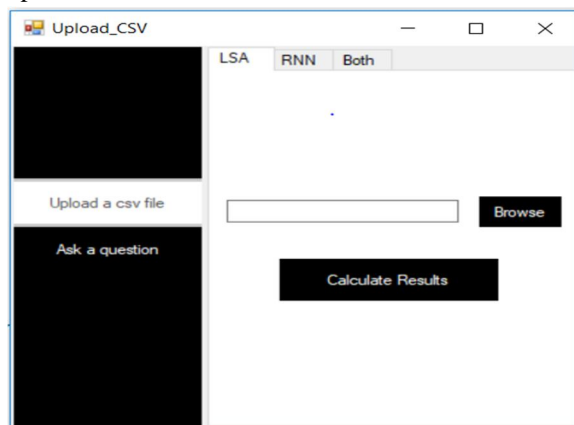 Upload_CSV
LSA RNN Both
Upload a csv file
Browse
Ask a question
Calculate Results